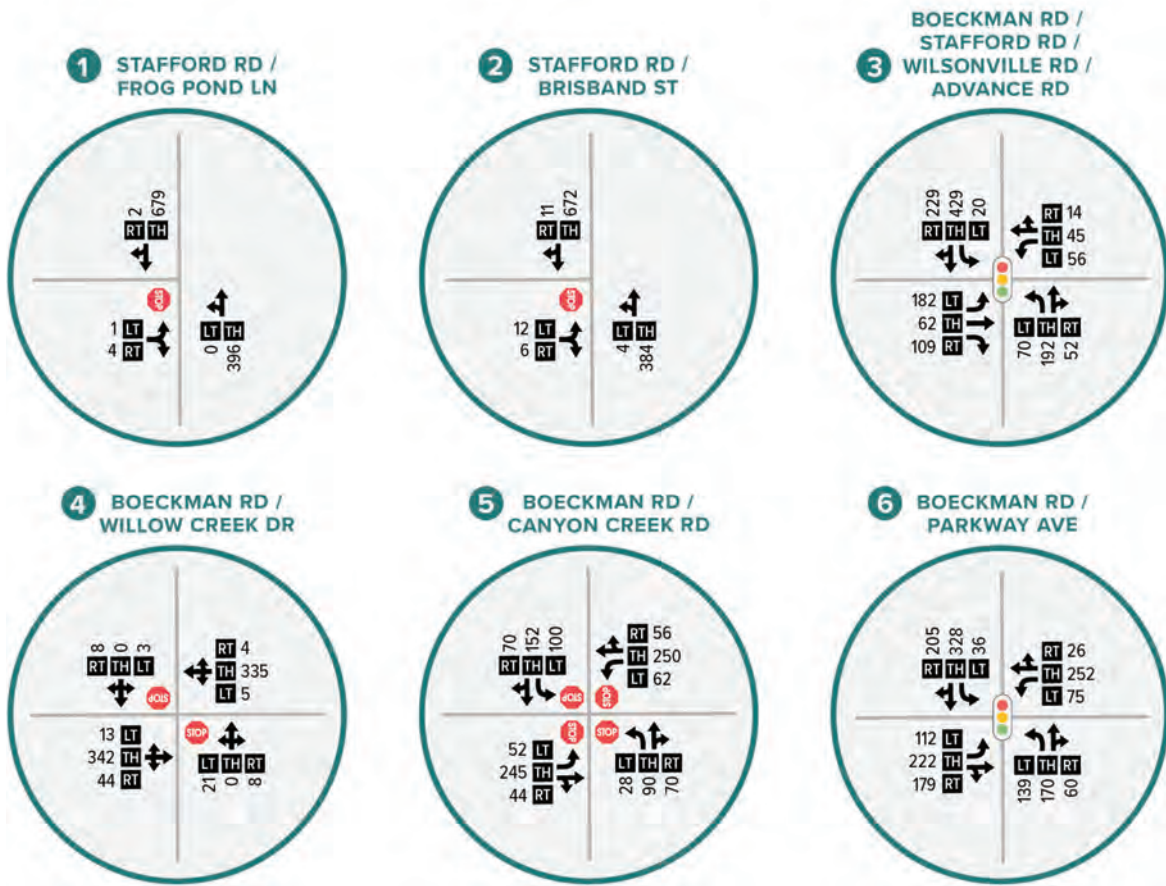 1 STAFFORD RD /
FROG POND LN
2
679
RT TH
STOP
1 LT
4 RT
LT TH
0
396
2 STAFFORD RD /
BRISBAND ST
11
672
RT TH
STOP
12 LT
6 RT
LT TH
4
384
BOECKMAN RD /
STAFFORD RD /
3 WILSONVILLE RD /
ADVANCE RD
229
429
20
RT TH LT
RT 14
TH 45
LT 56
182 LT
62 TH
109 RT
LT TH RT
70
192
52
4 BOECKMAN RD /
WILLOW CREEK DR
8
0
3
RT TH LT
STOP
RT 4
TH 335
LT 5
13 LT
342 TH
44 RT
STOP
LT TH RT
21
0
8
5 BOECKMAN RD /
CANYON CREEK RD
70
152
100
RT TH LT
STOP
STOP
RT 56
TH 250
LT 62
STOP
STOP
52 LT
245 TH
44 RT
LT TH RT
28
90
70
6 BOECKMAN RD /
PARKWAY AVE
205
328
36
RT TH LT
RT 26
TH 252
LT 75
112 LT
222 TH
179 RT
LT TH RT
139
170
60